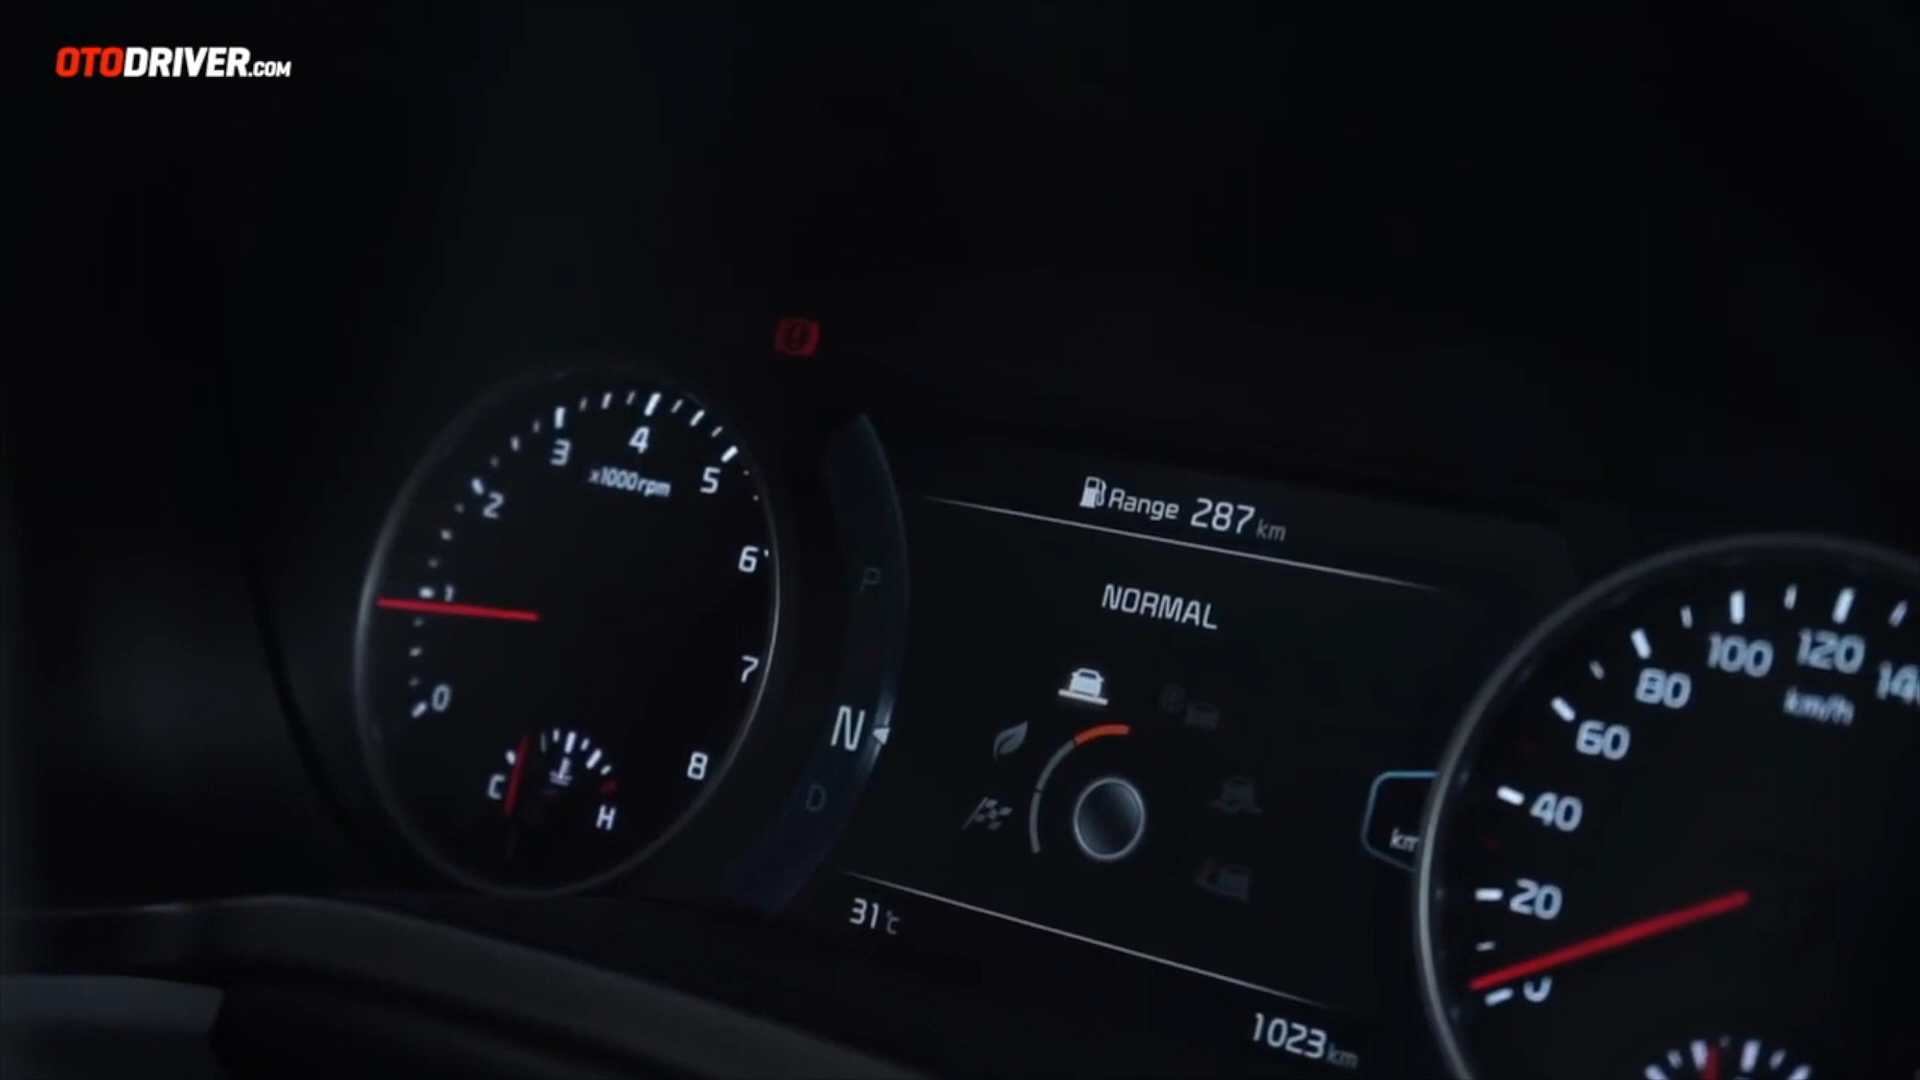 OTODRIVER.COM
0 1 2 3 4 5 6 7 8
x1000rpm
C H
P
N
D
Range 287 km
NORMAL
31°C
1023 km
km
0 20 40 60 80 100 120
km/h